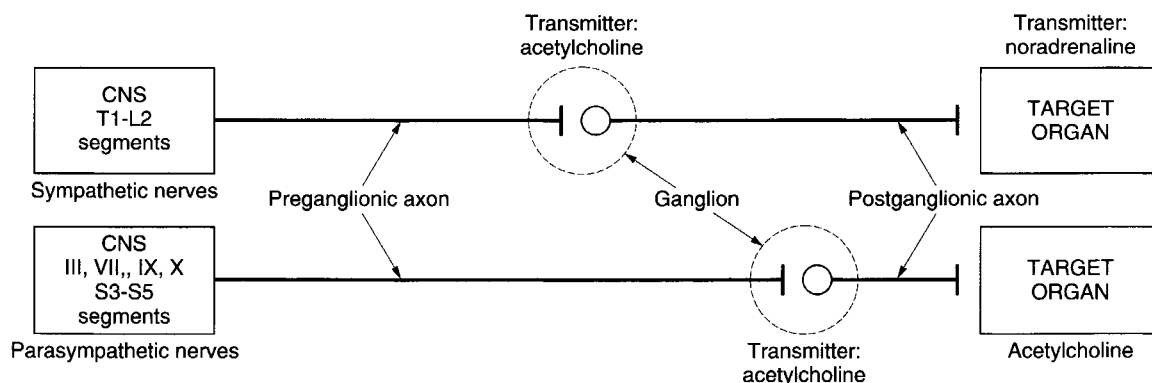 Transmitter:
acetylcholine
Transmitter:
noradrenaline
CNS
T1-L2
segments
TARGET
ORGAN
Sympathetic nerves
Preganglionic axon
Ganglion
Postganglionic axon
CNS
III, VII,, IX, X
S3-S5
segments
TARGET
ORGAN
Parasympathetic nerves
Transmitter:
acetylcholine
Acetylcholine